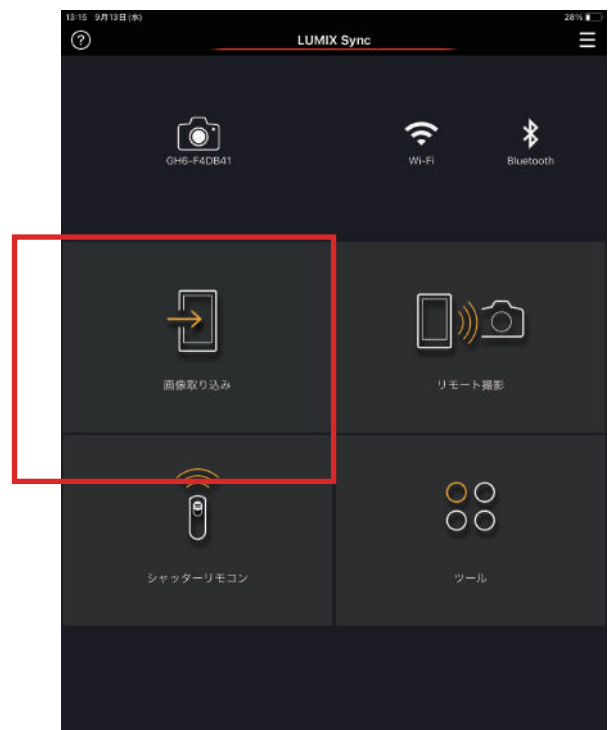 13:15 9月13日(水)
28%
?
LUMIX Sync
GH6-F4DB41
Wi-Fi
Bluetooth
画像取り込み
リモート撮影
シャッターリモコン
ツール